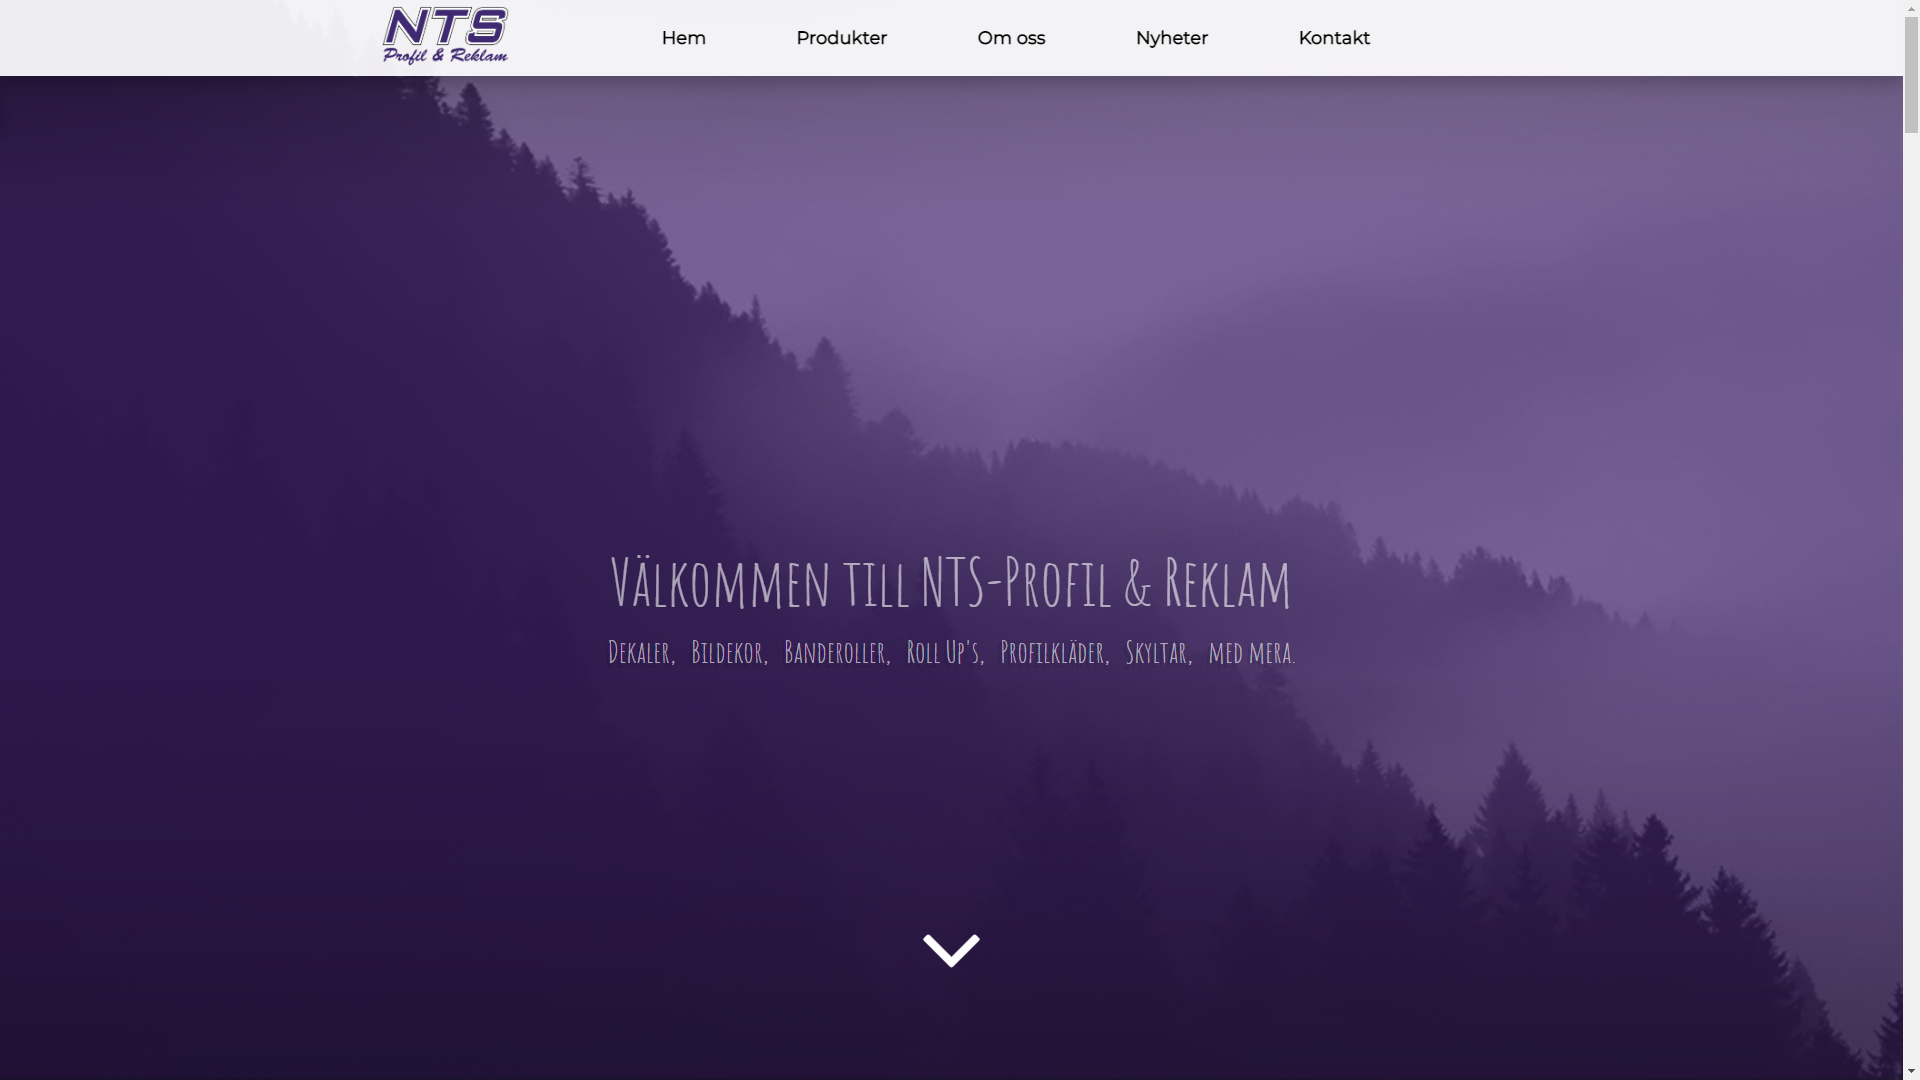 NTS
Profil & Reklam
Hem
Produkter
Om oss
Nyheter
Kontakt
Välkommen till NTS-Profil & Reklam
Dekaler, Bildekor, Banderoller, Roll Up's, Profilkläder, Skyltar, med mera.